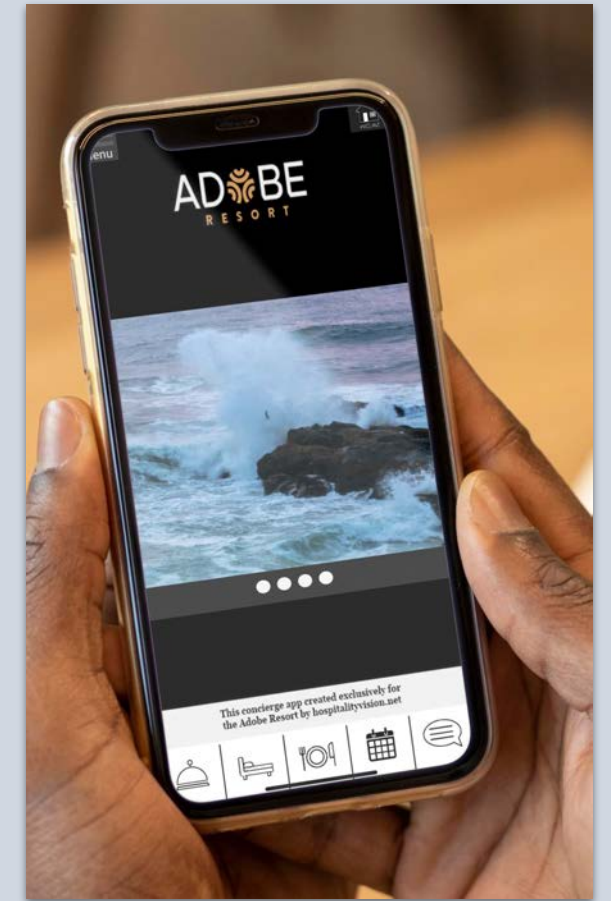 enu
ADOBE
RESORT
This concierge app created exclusively for
the Adobe Resort by hospitalityvision.net